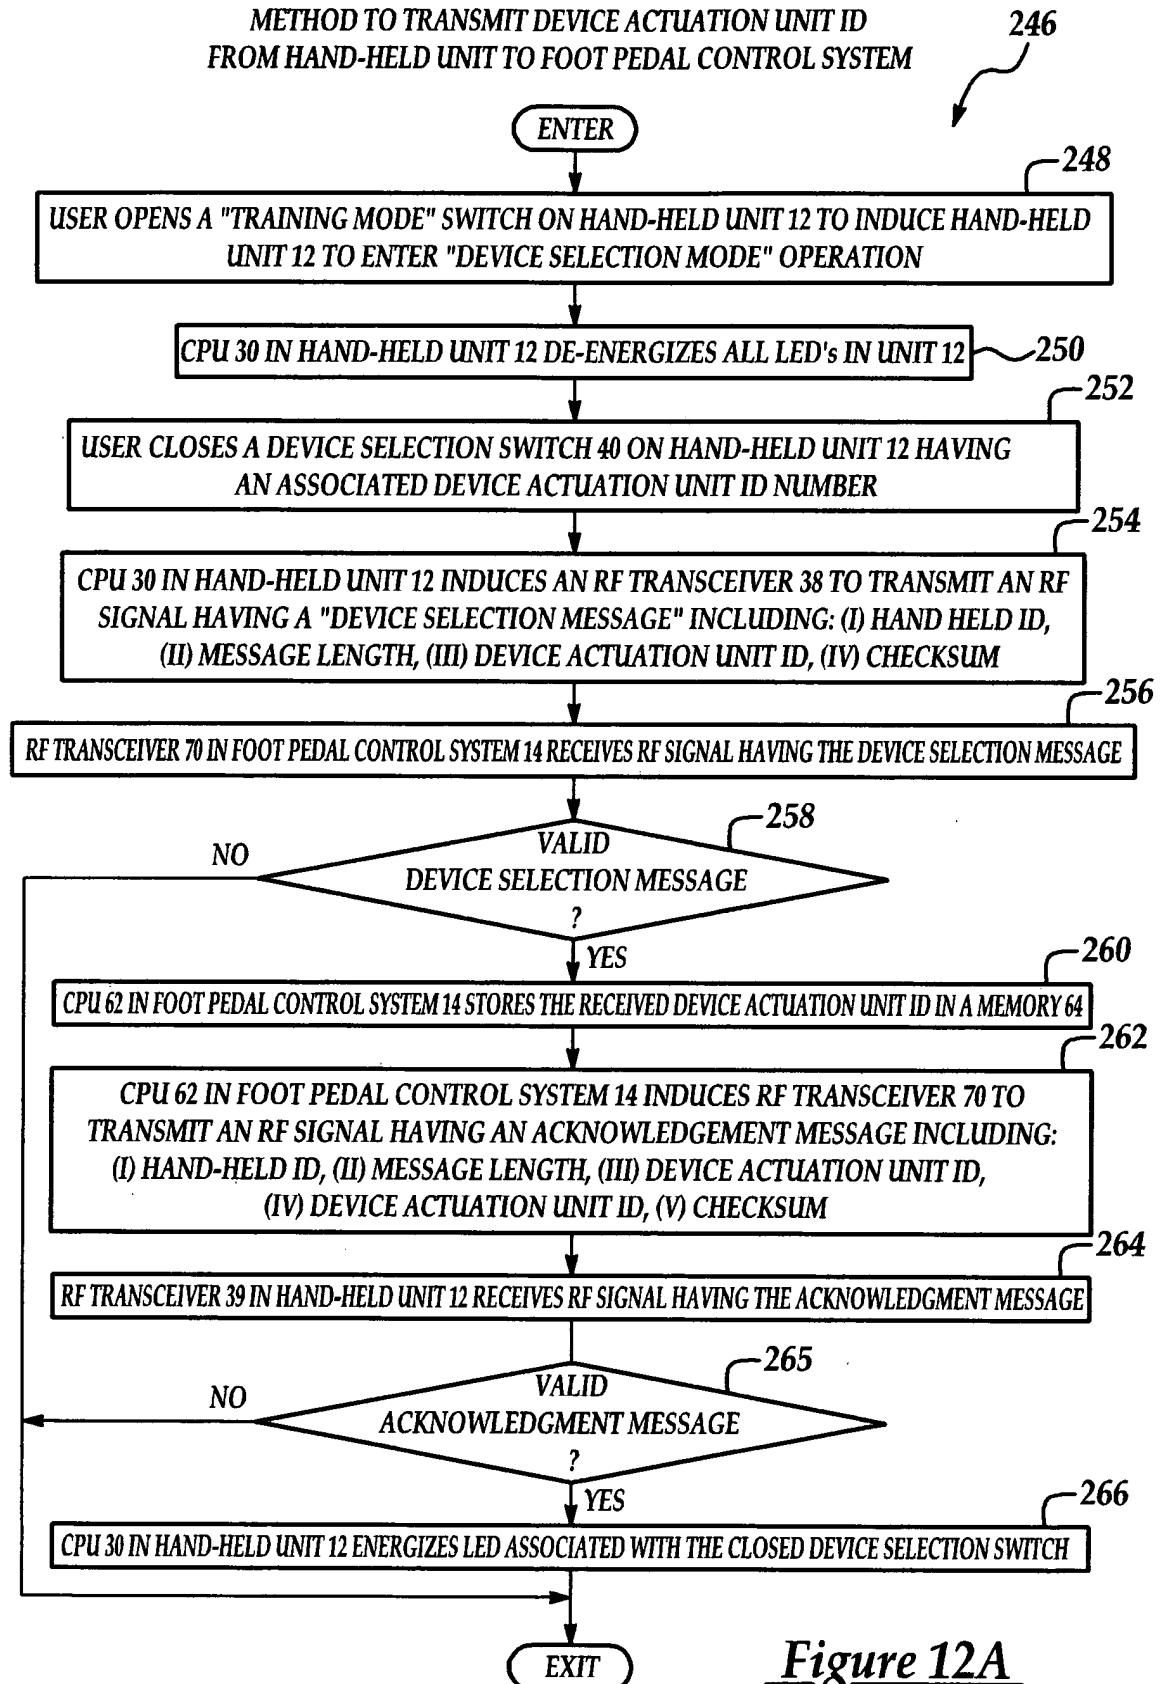 METHOD TO TRANSMIT DEVICE ACTUATION UNIT ID
FROM HAND-HELD UNIT TO FOOT PEDAL CONTROL SYSTEM
246
ENTER
248
USER OPENS A "TRAINING MODE" SWITCH ON HAND-HELD UNIT 12 TO INDUCE HAND-HELD
UNIT 12 TO ENTER "DEVICE SELECTION MODE" OPERATION
CPU 30 IN HAND-HELD UNIT 12 DE-ENERGIZES ALL LED's IN UNIT 12
250
252
USER CLOSES A DEVICE SELECTION SWITCH 40 ON HAND-HELD UNIT 12 HAVING
AN ASSOCIATED DEVICE ACTUATION UNIT ID NUMBER
254
CPU 30 IN HAND-HELD UNIT 12 INDUCES AN RF TRANSCEIVER 38 TO TRANSMIT AN RF
SIGNAL HAVING A "DEVICE SELECTION MESSAGE" INCLUDING: (I) HAND HELD ID,
(II) MESSAGE LENGTH, (III) DEVICE ACTUATION UNIT ID, (IV) CHECKSUM
256
RF TRANSCEIVER 70 IN FOOT PEDAL CONTROL SYSTEM 14 RECEIVES RF SIGNAL HAVING THE DEVICE SELECTION MESSAGE
258
NO
VALID
DEVICE SELECTION MESSAGE
?
YES
260
CPU 62 IN FOOT PEDAL CONTROL SYSTEM 14 STORES THE RECEIVED DEVICE ACTUATION UNIT ID IN A MEMORY 64
262
CPU 62 IN FOOT PEDAL CONTROL SYSTEM 14 INDUCES RF TRANSCEIVER 70 TO
TRANSMIT AN RF SIGNAL HAVING AN ACKNOWLEDGEMENT MESSAGE INCLUDING:
(I) HAND-HELD ID, (II) MESSAGE LENGTH, (III) DEVICE ACTUATION UNIT ID,
(IV) DEVICE ACTUATION UNIT ID, (V) CHECKSUM
264
RF TRANSCEIVER 39 IN HAND-HELD UNIT 12 RECEIVES RF SIGNAL HAVING THE ACKNOWLEDGMENT MESSAGE
265
NO
VALID
ACKNOWLEDGMENT MESSAGE
?
YES
266
CPU 30 IN HAND-HELD UNIT 12 ENERGIZES LED ASSOCIATED WITH THE CLOSED DEVICE SELECTION SWITCH
EXIT
Figure 12A